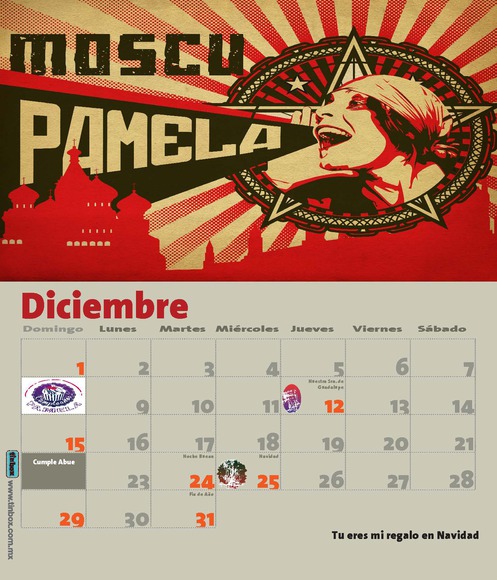 MOSCU
PAMELA
Diciembre
Domingo Lunes Martes Miércoles Jueves Viernes Sábado
1 2 3 4 5 6 7
9 10 11 12 13 14
Nuestra Sra. de
Guadalupe
15 16 17 18 19 20 21
Cumple Abue
23 24 25 26 27 28
Noche Buena
Navidad
29 30 31
Fin de Año
tinbox
www.tinbox.com.mx
Tu eres mi regalo en Navidad